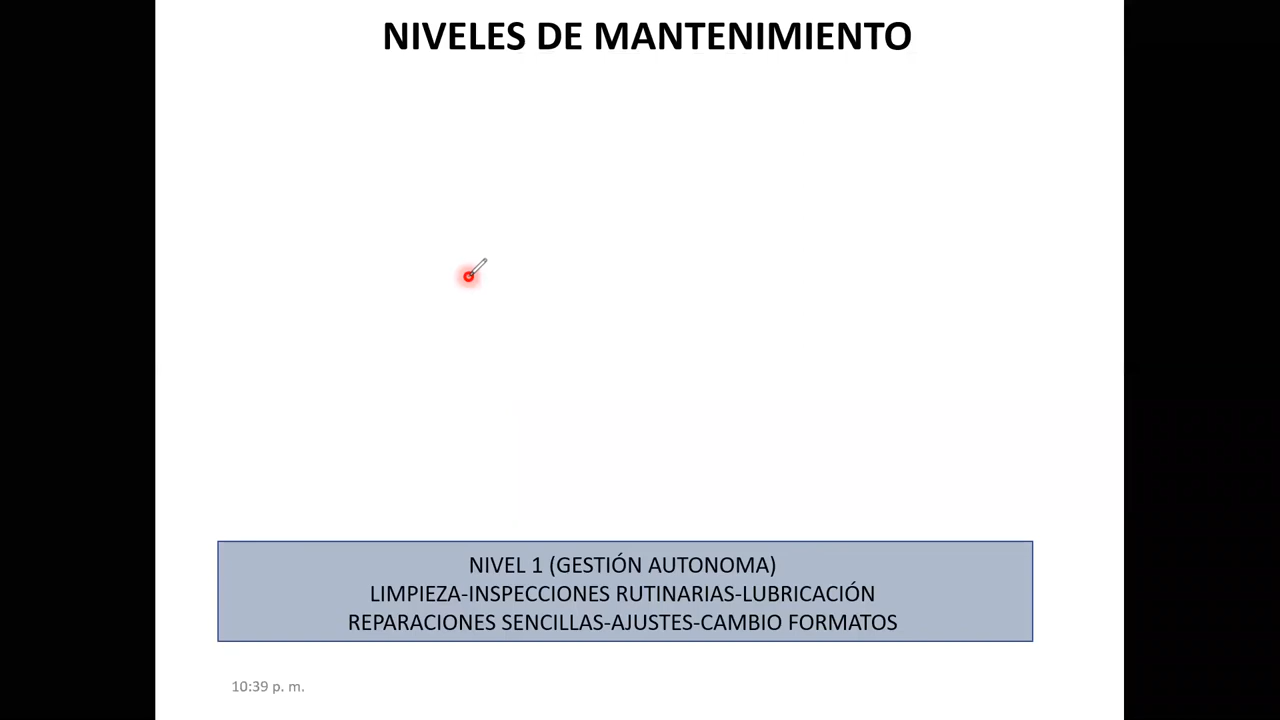 NIVELES DE MANTENIMIENTO
NIVEL 1 (GESTIÓN AUTONOMA)
LIMPIEZA-INSPECCIONES RUTINARIAS-LUBRICACIÓN
REPARACIONES SENCILLAS-AJUSTES-CAMBIO FORMATOS
10:39 p. m.